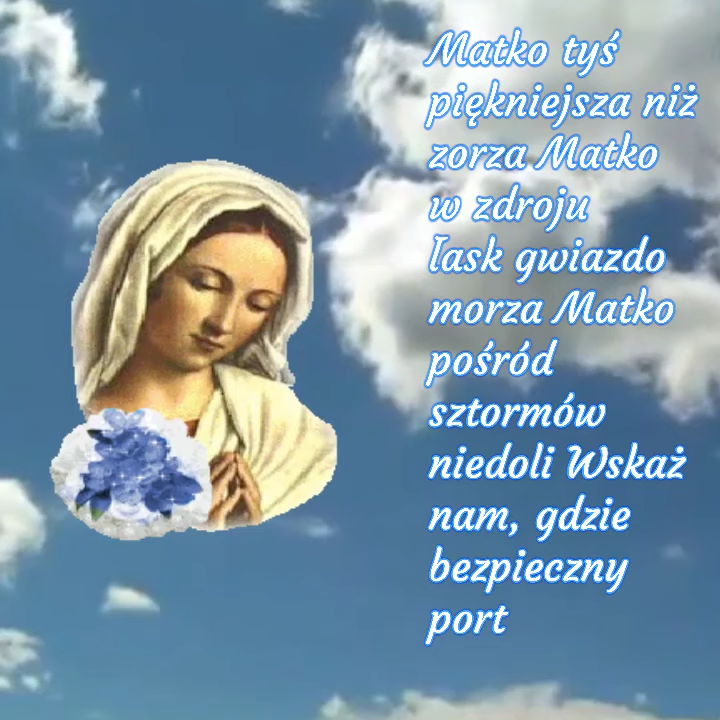 Matko tyś
piękniejsza niż
zorza Matko
w zdroju
łask gwiazdo
morza Matko
pośród
sztormów
niedoli Wskaż
nam, gdzie
bezpieczny
port